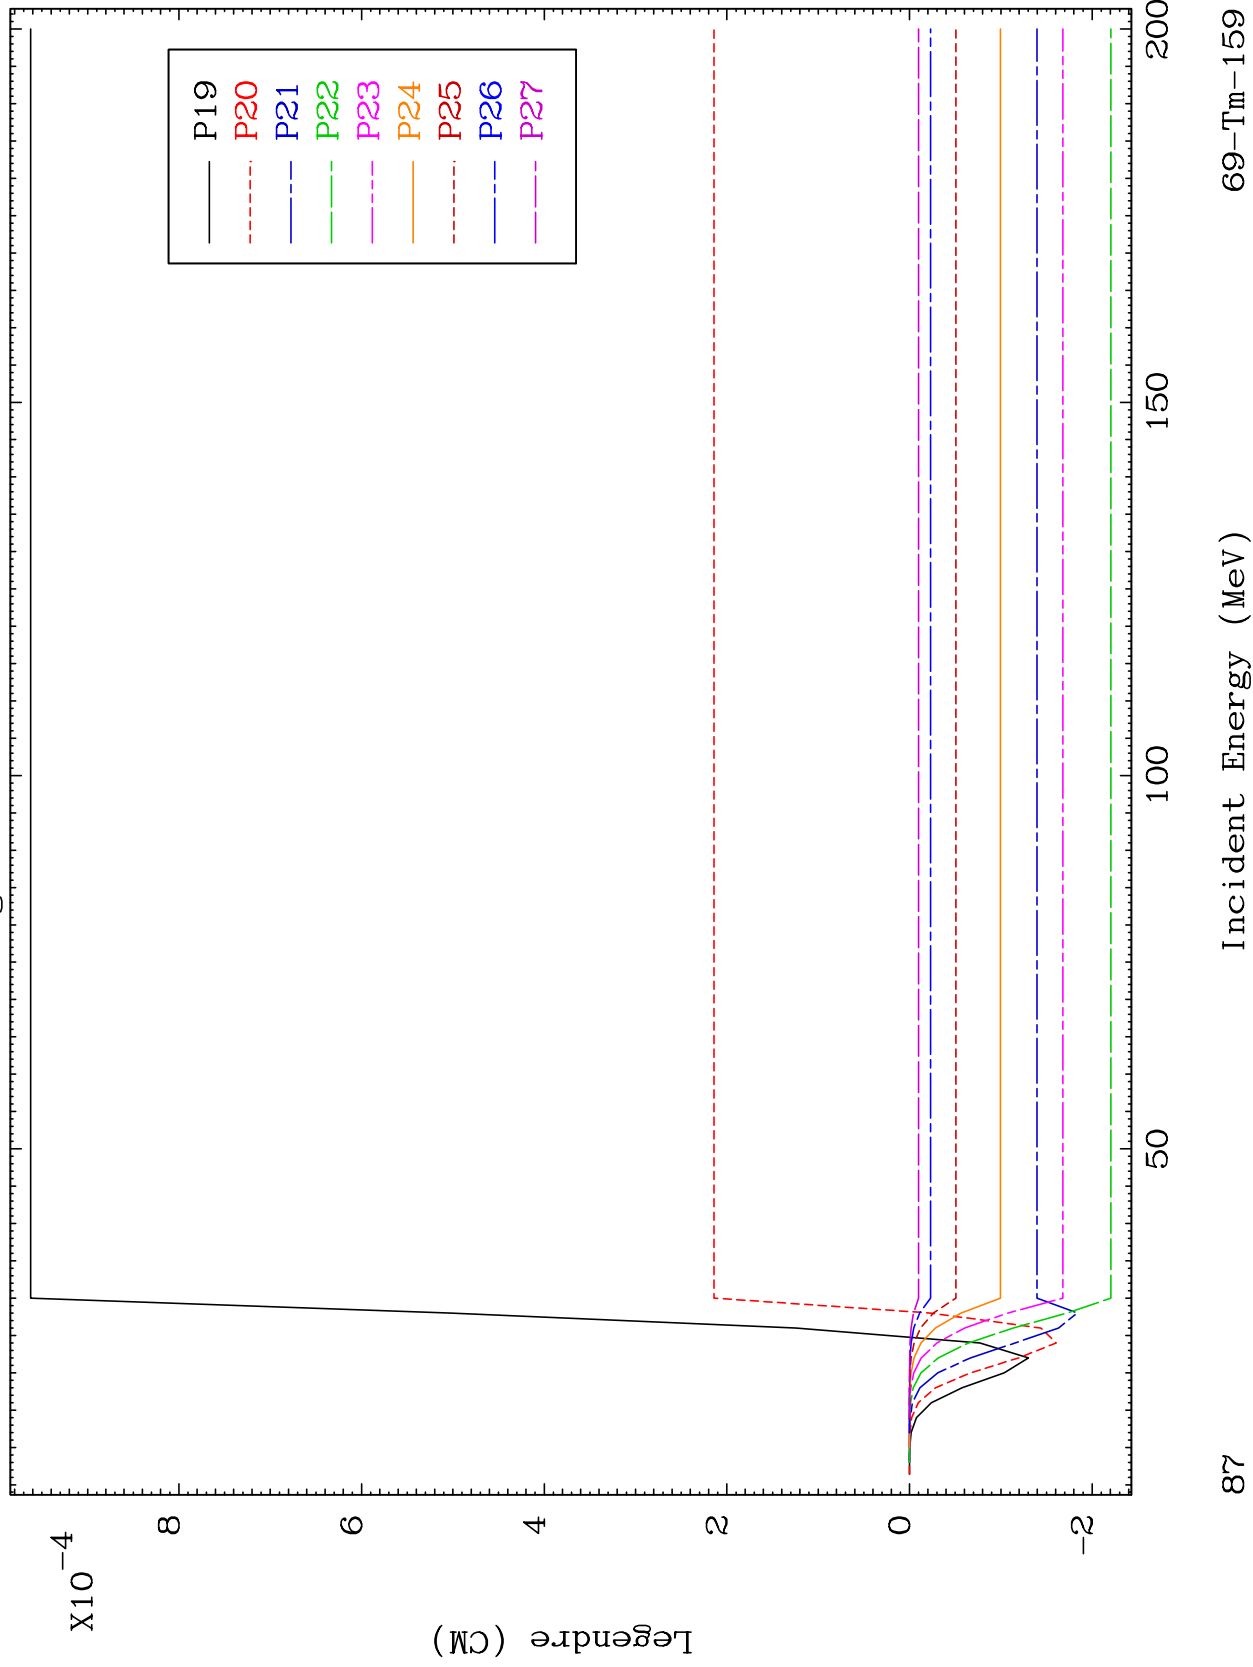 X10-4
8
6
4
2
0
-2
Legendre (CM)
50
100
150
200
Incident Energy (MeV)
87
69-Tm-159
P19
P20
P21
P22
P23
P24
P25
P26
P27